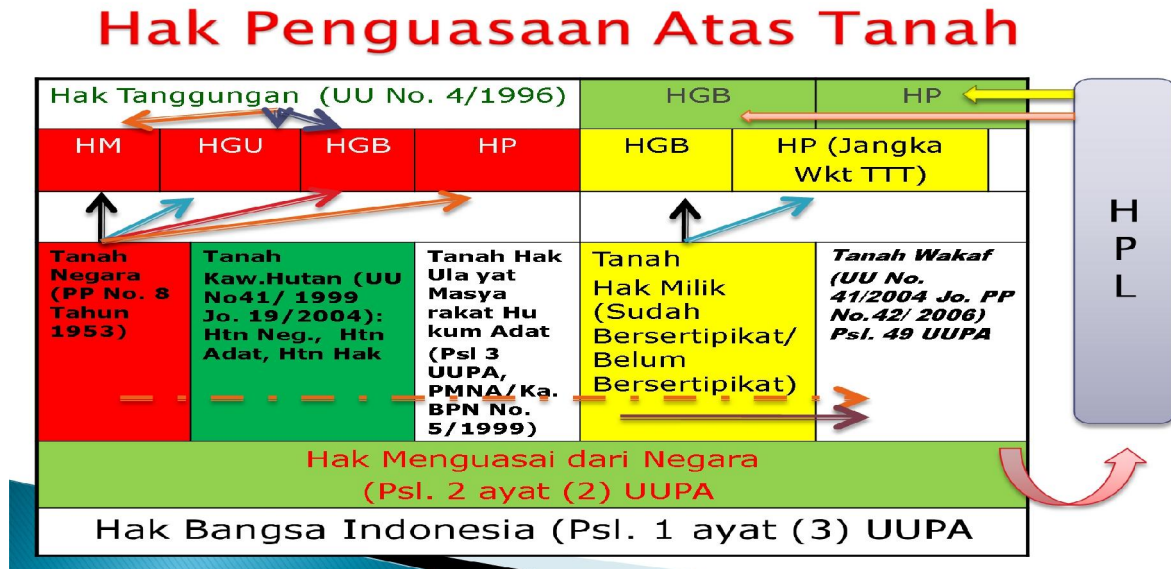 Hak Penguasaan Atas Tanah
Hak Tanggungan (UU No. 4/1996)
HGB
HP
HM
HGU
HGB
HP
HGB
HP (Jangka
Wkt TTT)
Tanah
Negara
(PP No. 8
Tahun
1953)
Tanah
Kaw.Hutan (UU
No41/ 1999
Jo. 19/2004):
Htn Neg., Htn
Adat, Htn Hak
Tanah Hak
Ula yat
Masya
rakat Hu
kum Adat
(Psl 3
UUPA,
PMNA/Ka.
BPN No.
5/1999)
Tanah
Hak Milik
(Sudah
Bersertipikat/
Belum
Bersertipikat)
Tanah Wakaf
(UU No.
41/2004 Jo. PP
No.42/ 2006)
Psl. 49 UUPA
Hak Menguasai dari Negara
(Psl. 2 ayat (2) UUPA
Hak Bangsa Indonesia (Psl. 1 ayat (3) UUPA
H
P
L